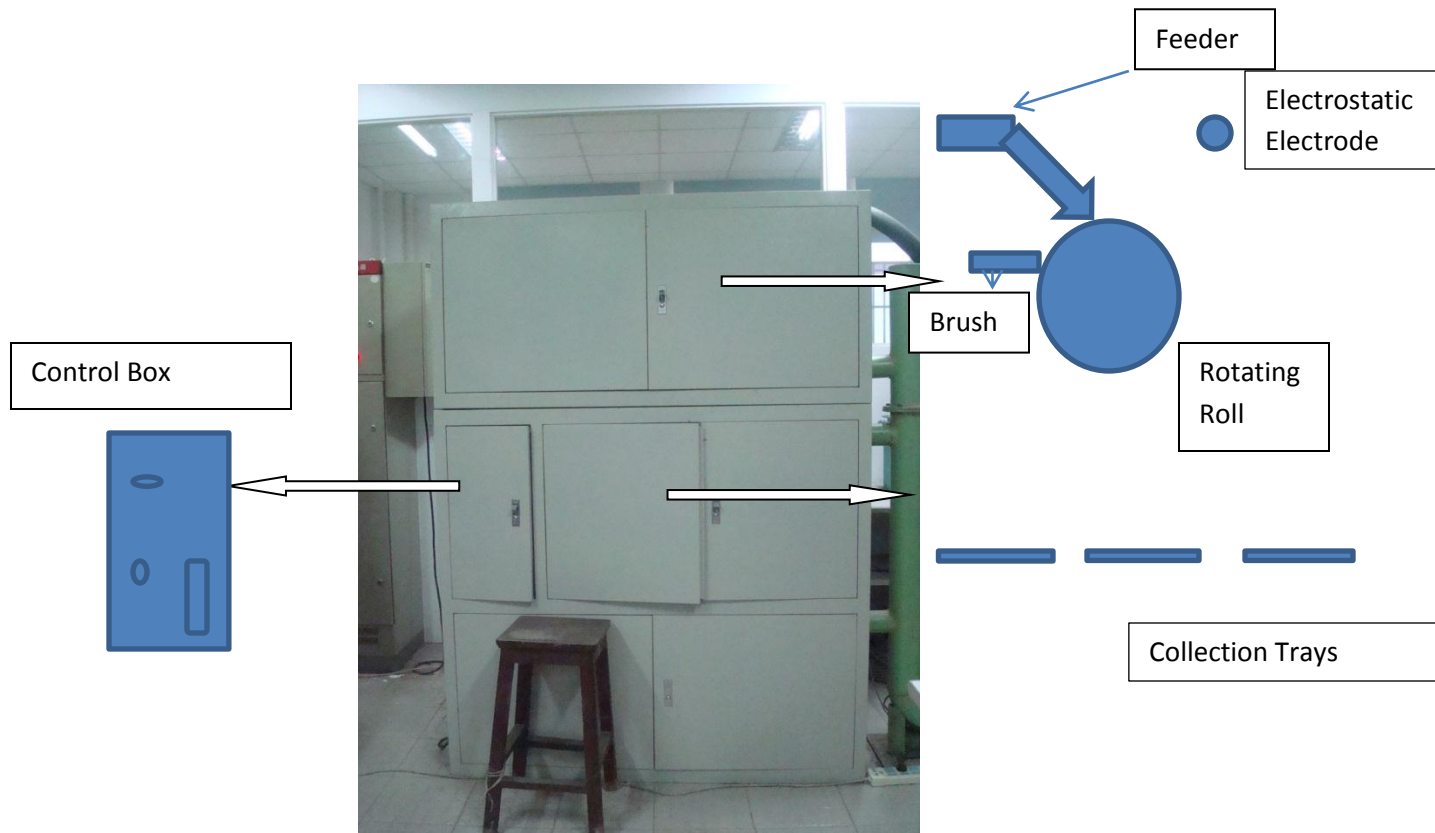 Feeder
Electrostatic
Electrode
Brush
Control Box
Rotating
Roll
Collection Trays